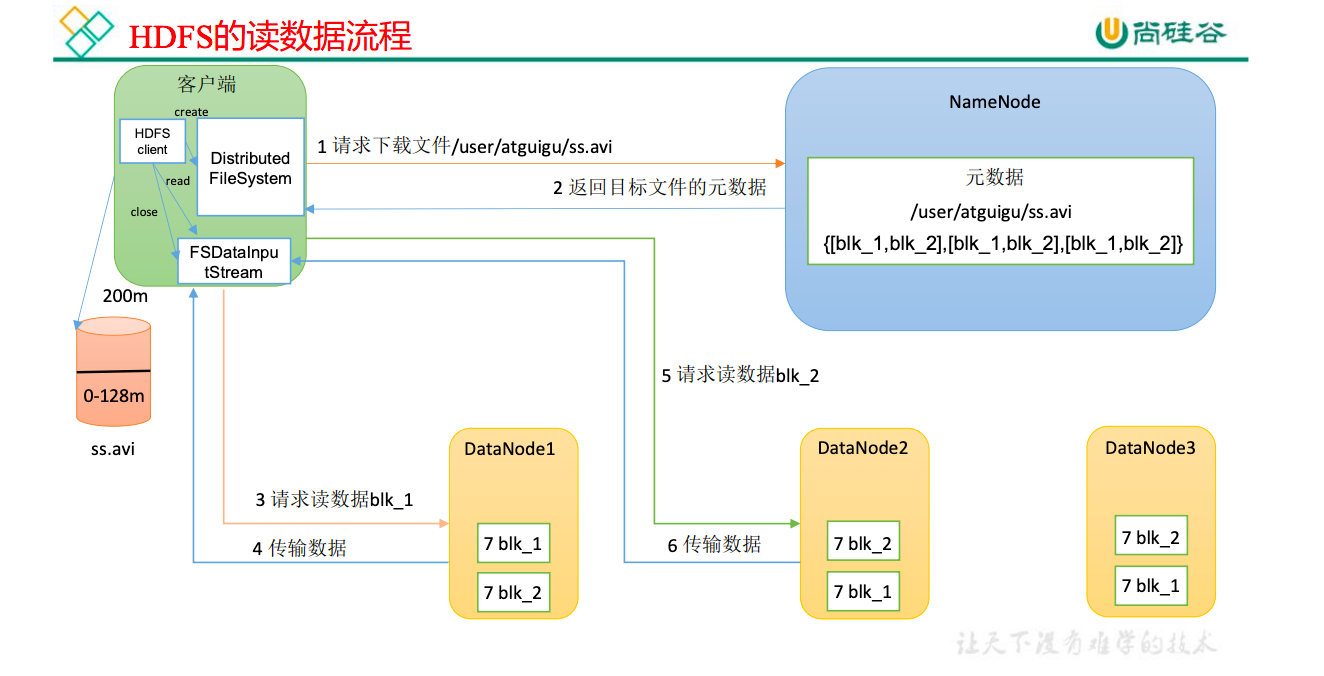 HDFS的读数据流程
尚硅谷
客户端
create
HDFS
client
Distributed
FileSystem
read
close
FSDataInpu
tStream
1 请求下载文件/user/atguigu/ss.avi
2 返回目标文件的元数据
NameNode
元数据
/user/atguigu/ss.avi
{[blk_1,blk_2],[blk_1,blk_2],[blk_1,blk_2]}
200m
0-128m
ss.avi
5 请求读数据blk_2
3 请求读数据blk_1
4 传输数据
6 传输数据
DataNode1
7 blk_1
7 blk_2
DataNode2
7 blk_2
7 blk_1
DataNode3
7 blk_2
7 blk_1
让天下没有难学的技术